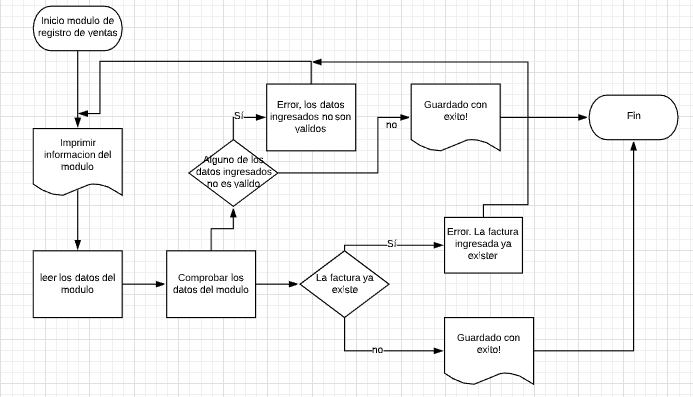 Inicio modulo de
registro de ventas
Imprimir
informacion del
modulo
leer los datos del
modulo
Comprobar los
datos del modulo
Alguno de los
datos ingresados
no es valido
Sí
Error, los datos
ingresados no son
validos
no
Guardado con
exito!
Fin
La factura ya
existe
Sí
Error. La factura
ingresada ya
exister
no
Guardado con
exito!